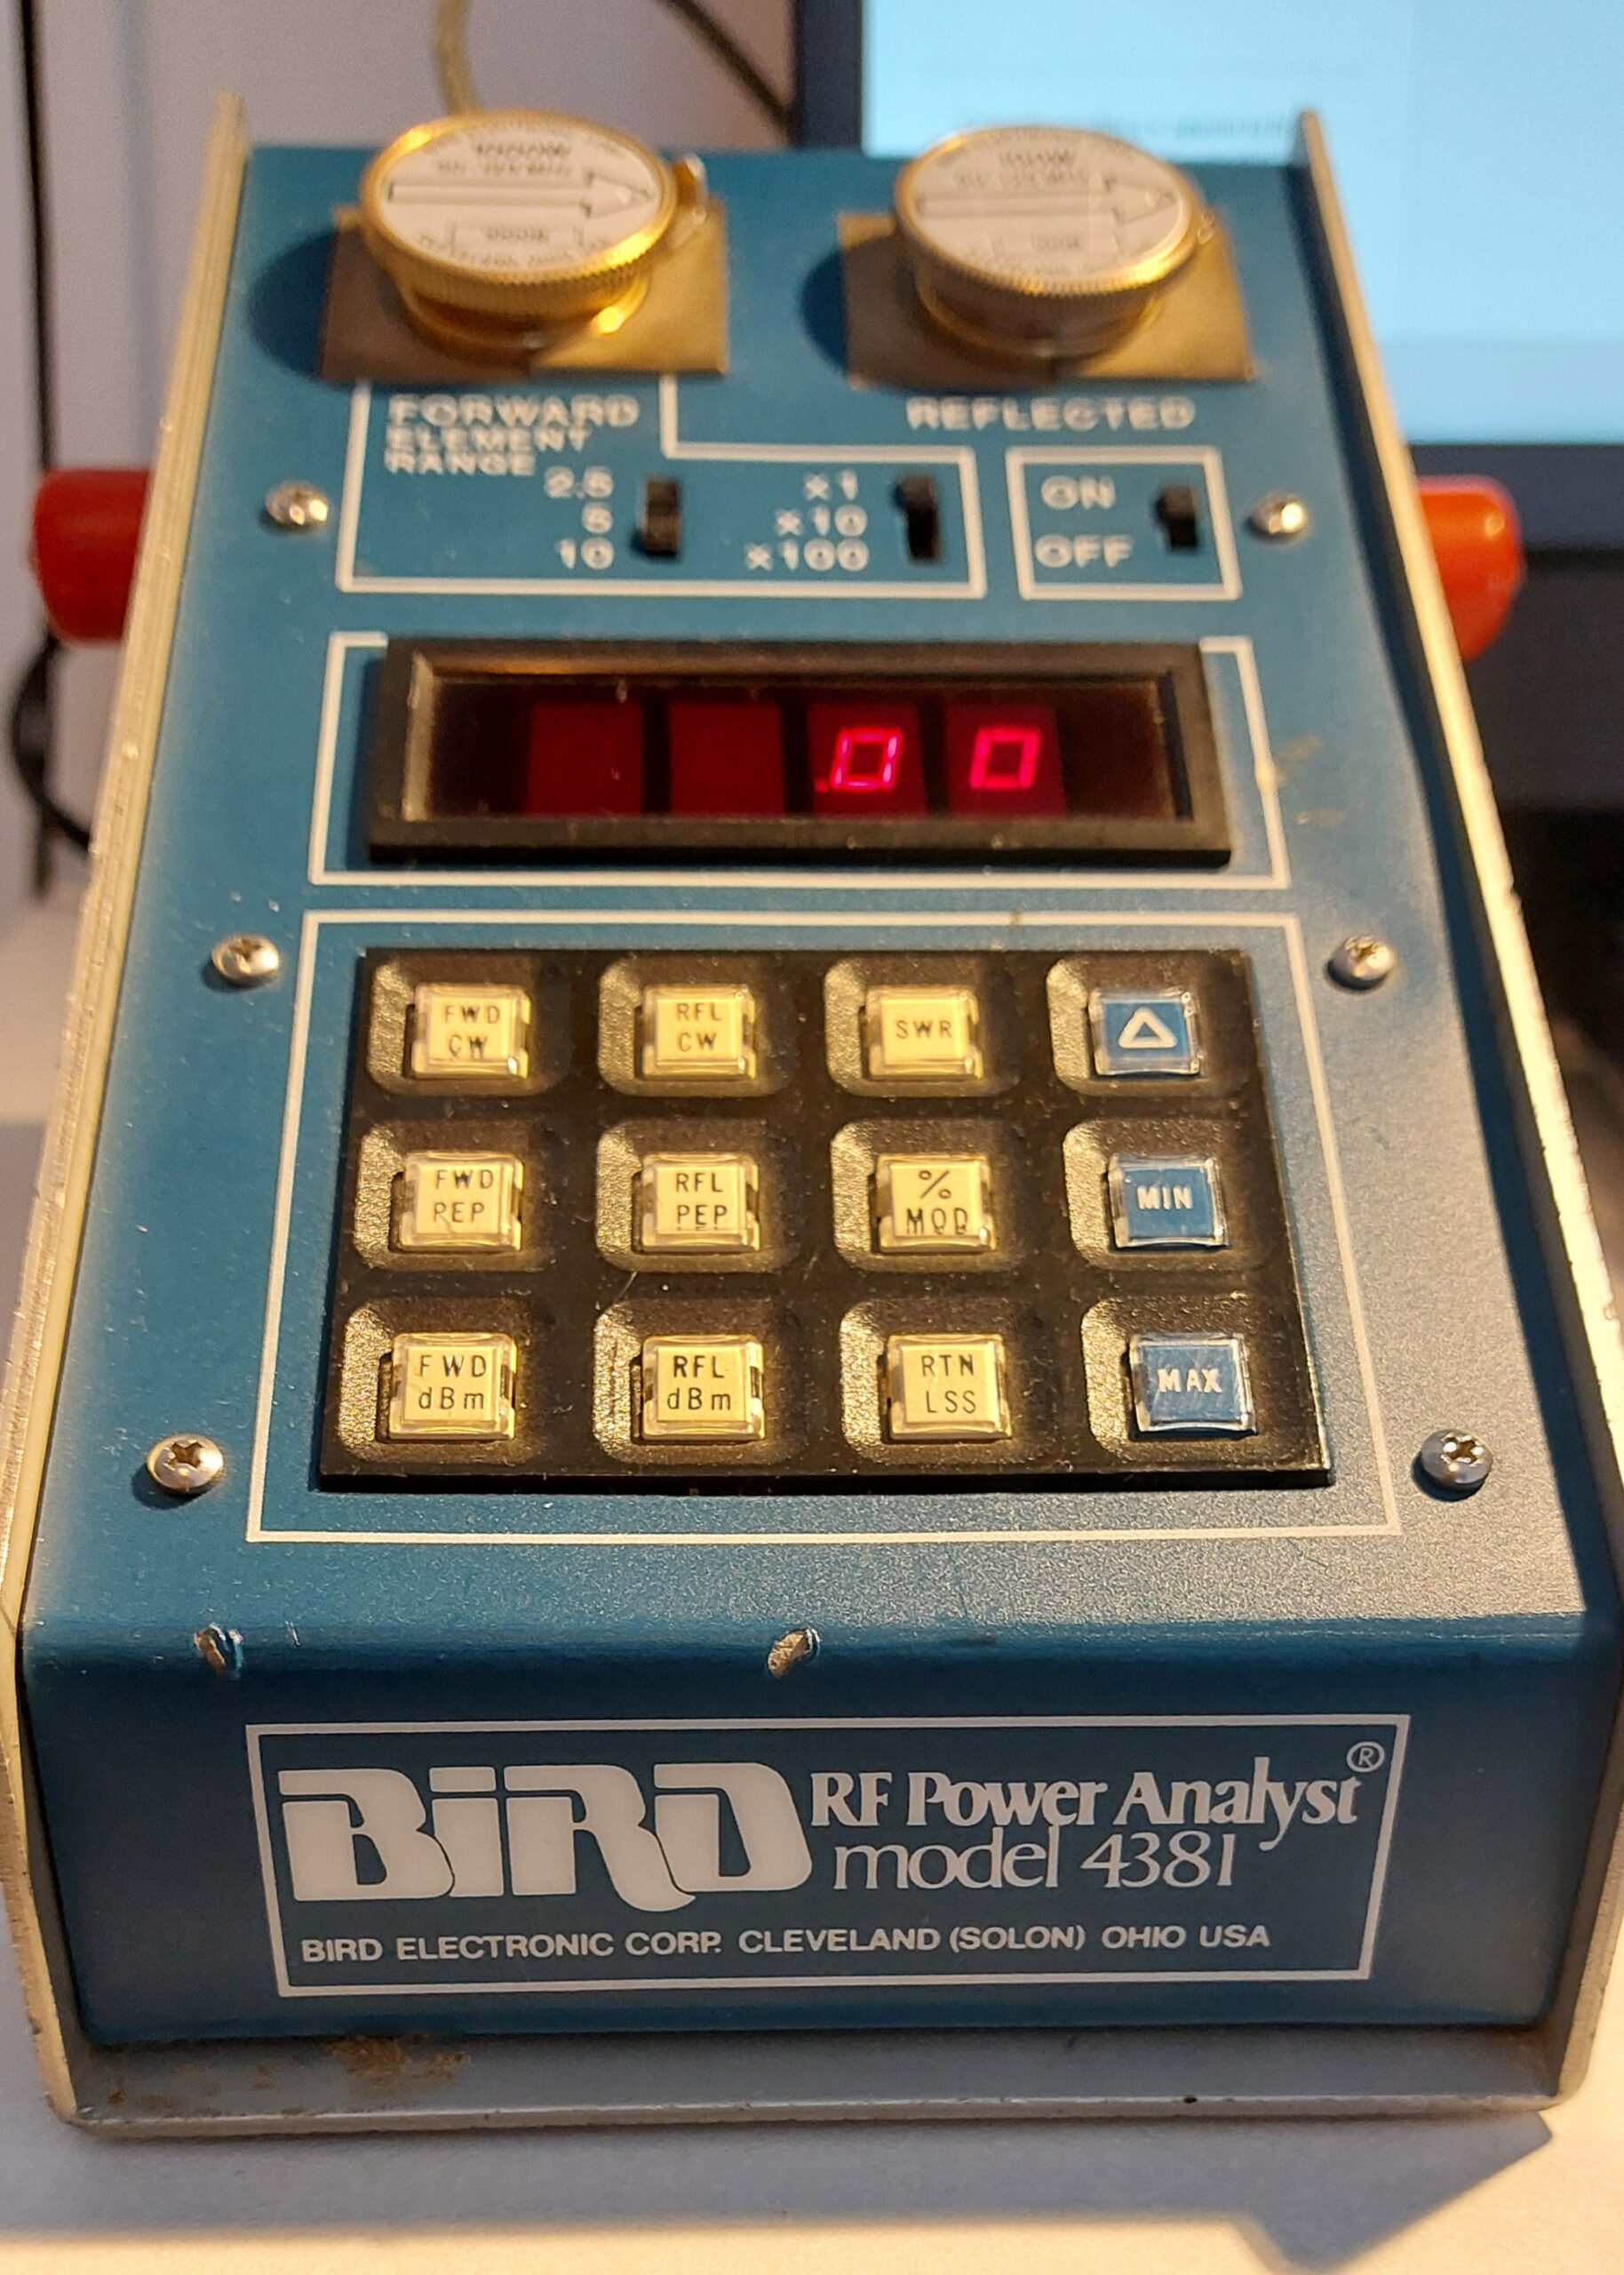 FORWARD
ELEMENT
RANGE
2.5
5
10
x1
x10
x100
REFLECTED
ON
OFF
.00
FWD CW
RFL CW
SWR
△
FWD PEP
RFL PEP
% MOD
MIN
FWD dBm
RFL dBm
RTN LSS
MAX
BiRD RF Power Analyst®
model 4381
BIRD ELECTRONIC CORP. CLEVELAND (SOLON) OHIO USA